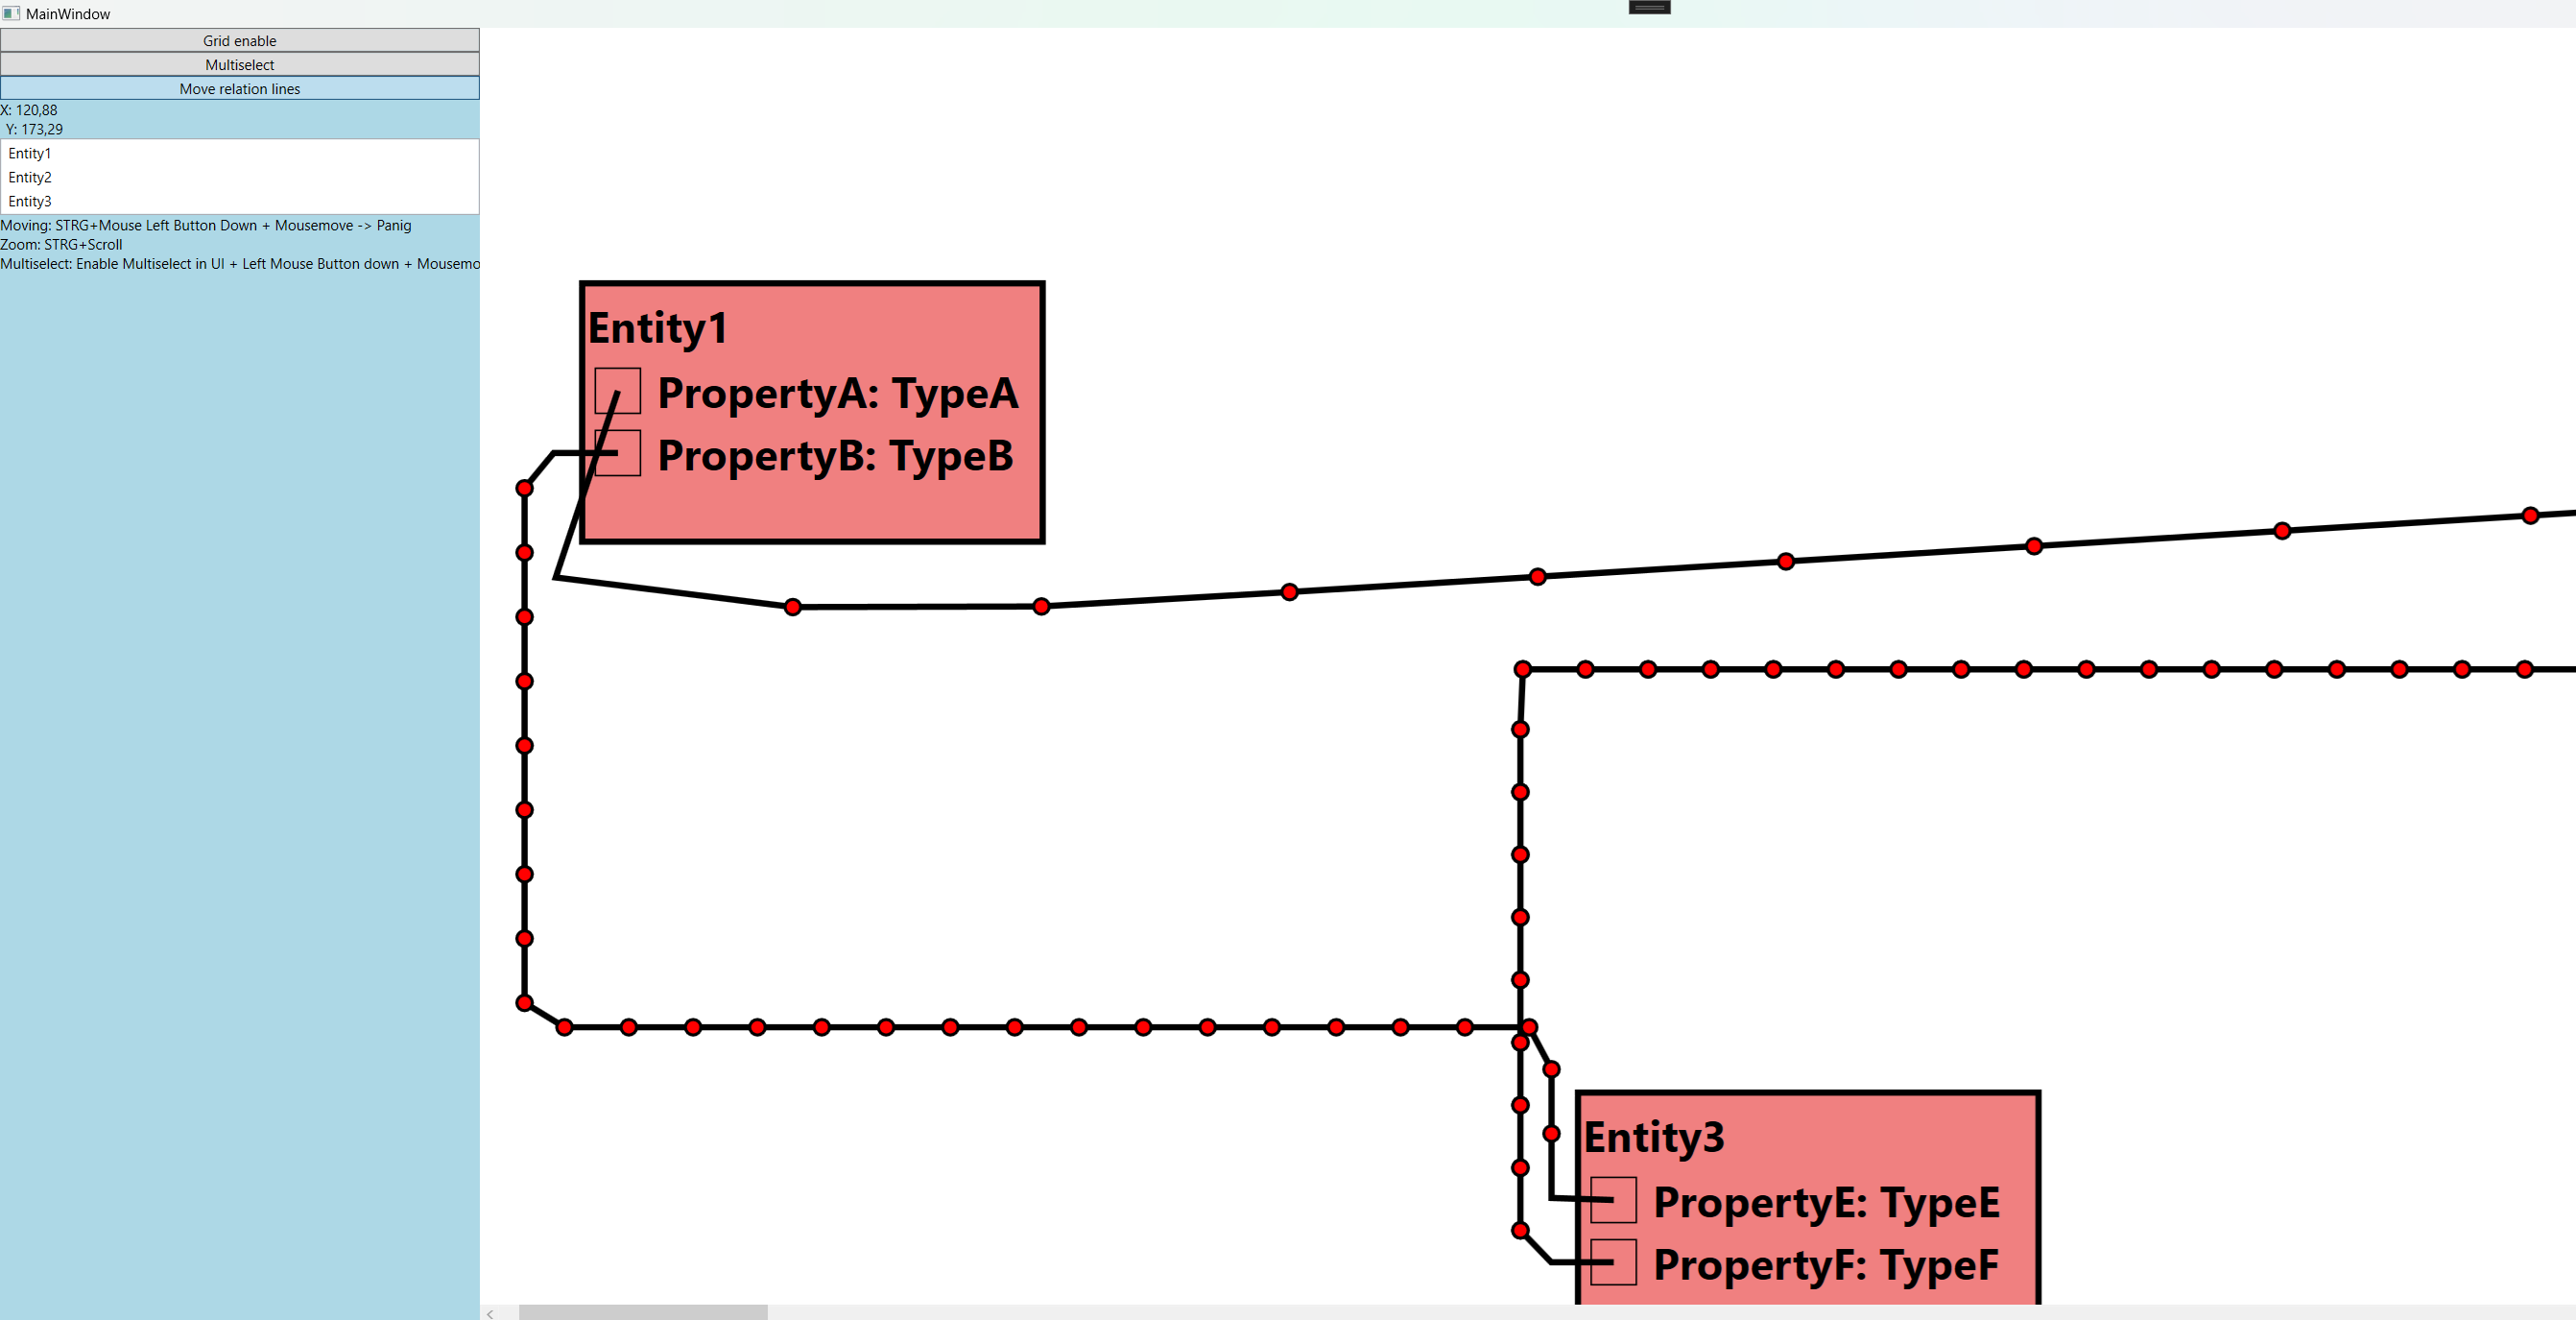 MainWindow
Grid enable
Multiselect
Move relation lines
X: 120,88
Y: 173,29
Entity1
Entity2
Entity3
Moving: STRG+Mouse Left Button Down + Mousemove -> Panig
Zoom: STRG+Scroll
Multiselect: Enable Multiselect in UI + Left Mouse Button down + Mousemo
Entity1
PropertyA: TypeA
PropertyB: TypeB
Entity3
PropertyE: TypeE
PropertyF: TypeF